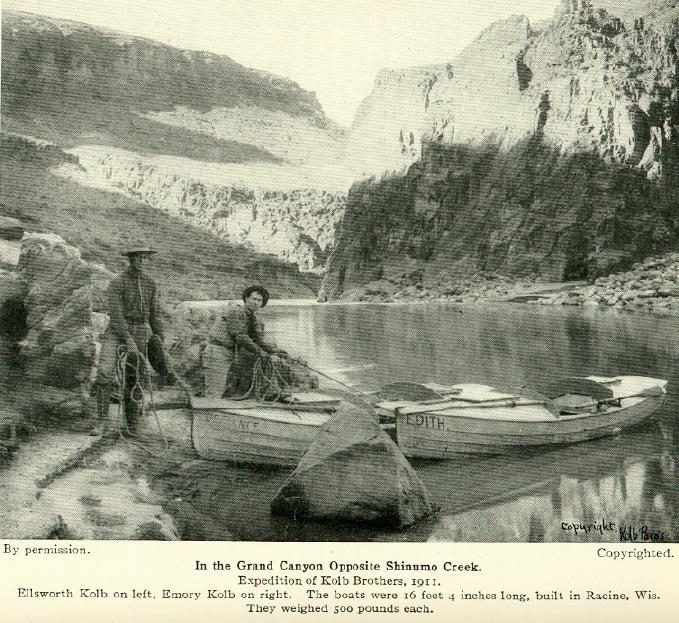 EDITH
copyright Kolb Bro's
By permission.
Copyrighted.
In the Grand Canyon Opposite Shinumo Creek.
Expedition of Kolb Brothers, 1911.
Ellsworth Kolb on left, Emory Kolb on right. The boats were 16 feet 4 inches long, built in Racine, Wis.
They weighed 500 pounds each.